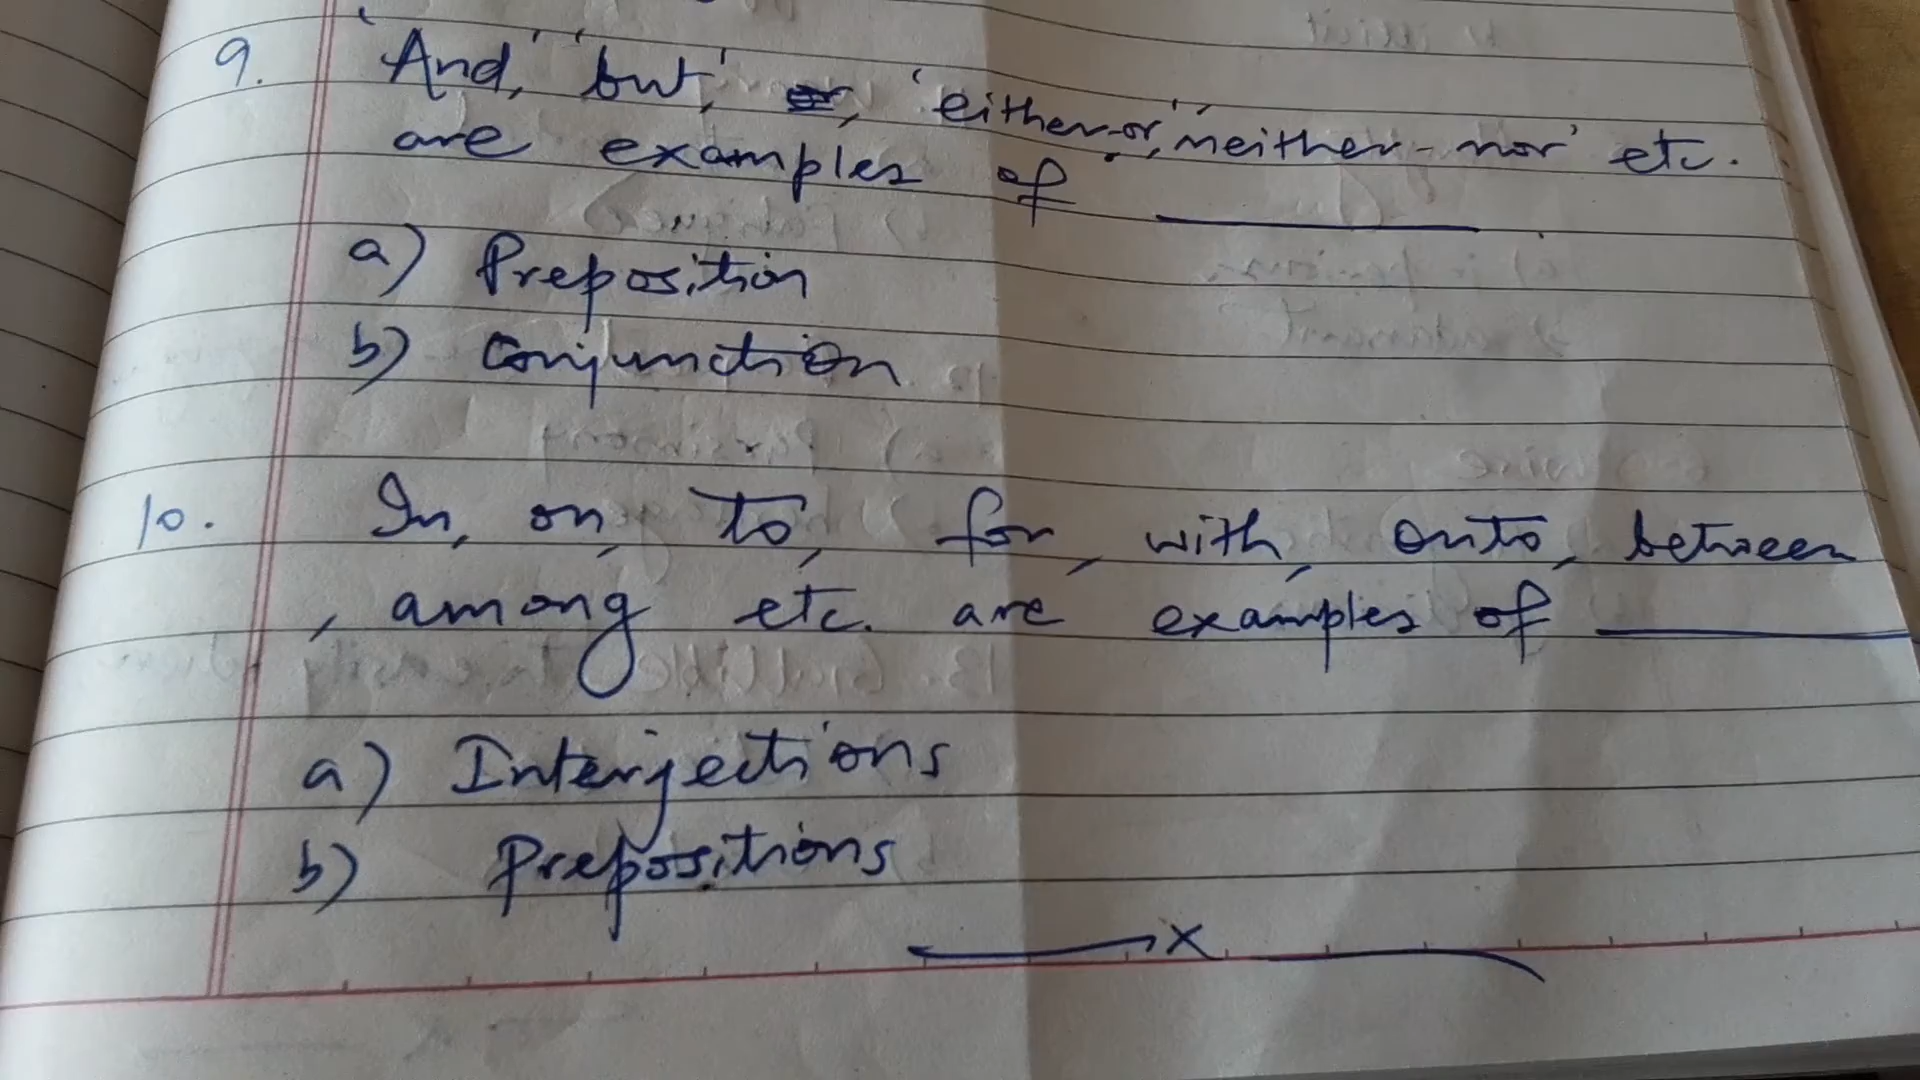 9. 'And,' 'but', 'either-or', 'neither-nor' etc.
are examples of ________.
a) Preposition
b) Conjunction
10. In, on, to, for, with, onto, between
, among etc. are examples of ________
a) Interjections
b) Prepositions
x